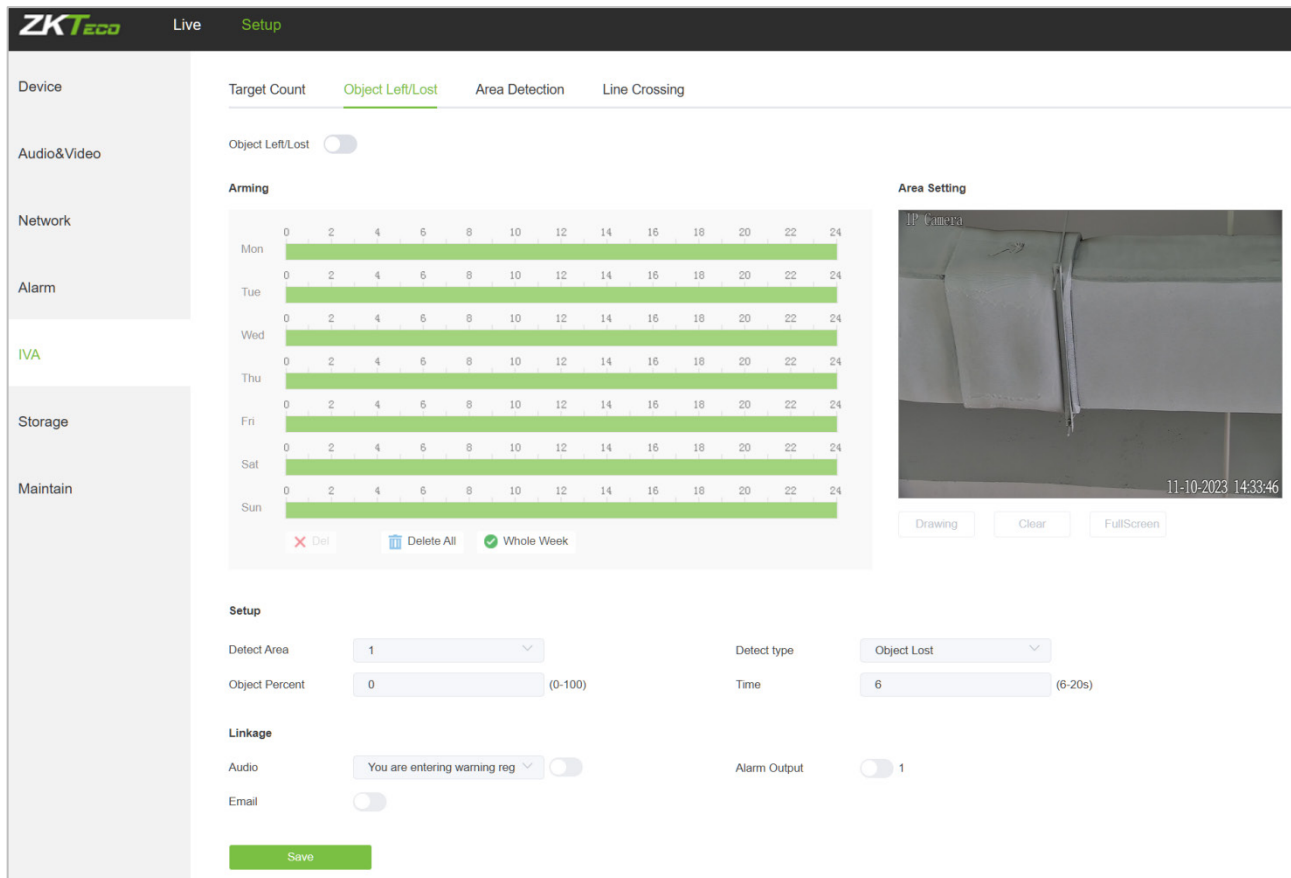 ZKTECO Live Setup
Device
Audio&Video
Network
Alarm
IVA
Storage
Maintain
Target Count Object Left/Lost Area Detection Line Crossing
Object Left/Lost
Arming
0 2 4 6 8 10 12 14 16 18 20 22 24
Mon
0 2 4 6 8 10 12 14 16 18 20 22 24
Tue
0 2 4 6 8 10 12 14 16 18 20 22 24
Wed
0 2 4 6 8 10 12 14 16 18 20 22 24
Thu
0 2 4 6 8 10 12 14 16 18 20 22 24
Fri
0 2 4 6 8 10 12 14 16 18 20 22 24
Sat
0 2 4 6 8 10 12 14 16 18 20 22 24
Sun
Del Delete All Whole Week
Area Setting
IP Camera
11-10-2023 14:33:46
Drawing Clear FullScreen
Setup
Detect Area 1 Detect type Object Lost
Object Percent 0 (0-100) Time 6 (6-20s)
Linkage
Audio You are entering warning reg Alarm Output 1
Email
Save